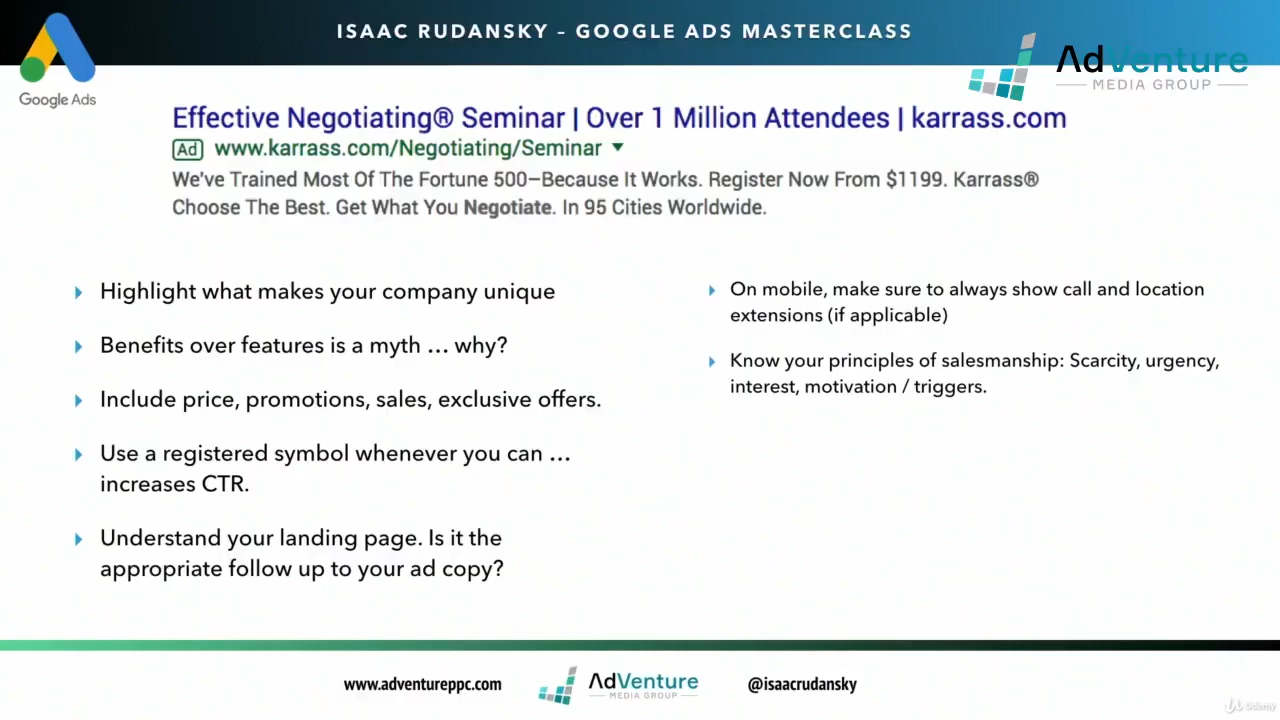 ISAAC RUDANSKY – GOOGLE ADS MASTERCLASS
Google Ads
AdVenture
MEDIA GROUP
Effective Negotiating® Seminar | Over 1 Million Attendees | karrass.com
Ad www.karrass.com/Negotiating/Seminar
We've Trained Most Of The Fortune 500–Because It Works. Register Now From $1199. Karrass®
Choose The Best. Get What You Negotiate. In 95 Cities Worldwide.
Highlight what makes your company unique
Benefits over features is a myth … why?
Include price, promotions, sales, exclusive offers.
Use a registered symbol whenever you can …
increases CTR.
Understand your landing page. Is it the
appropriate follow up to your ad copy?
On mobile, make sure to always show call and location
extensions (if applicable)
Know your principles of salesmanship: Scarcity, urgency,
interest, motivation / triggers.
www.adventureppc.com
AdVenture
MEDIA GROUP
@isaacrudansky
Udemy